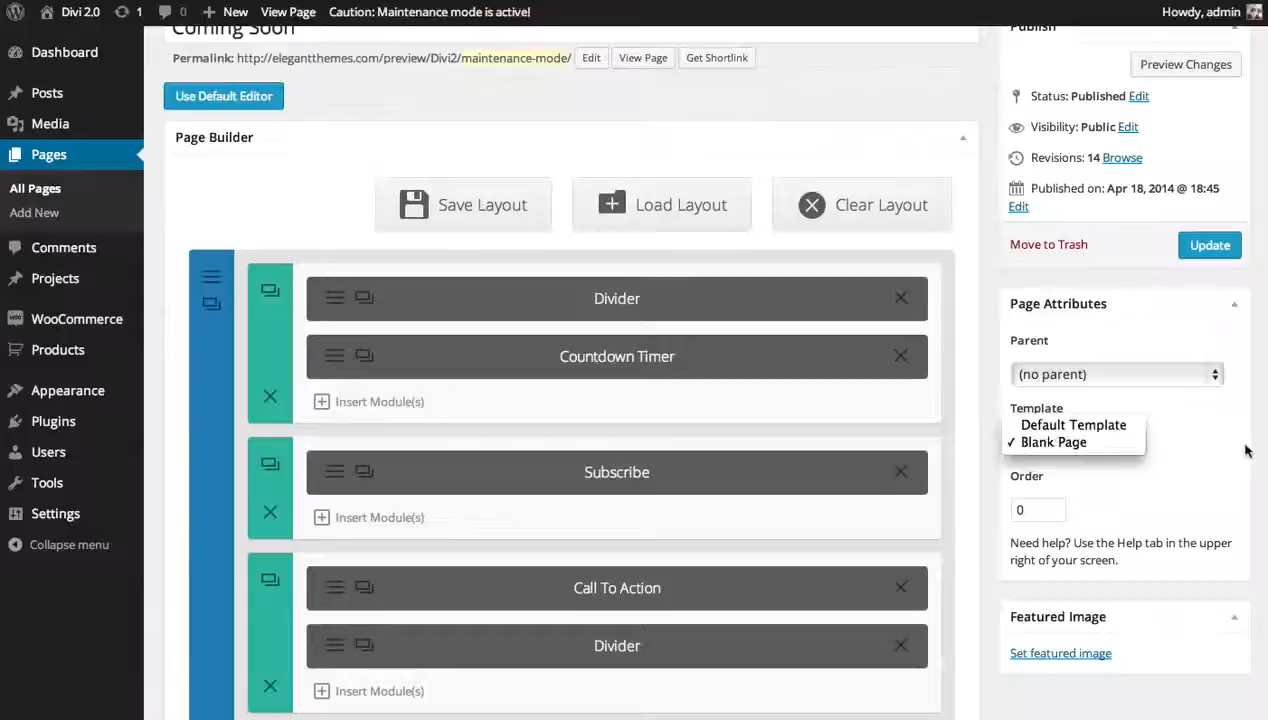 Divi 2.0 1 0 New View Page Caution: Maintenance mode is active! Howdy, admin
Dashboard
Posts
Media
Pages
All Pages
Add New
Comments
Projects
WooCommerce
Products
Appearance
Plugins
Users
Tools
Settings
Collapse menu
Coming Soon
Permalink: http://elegantthemes.com/preview/Divi2/maintenance-mode/ Edit View Page Get Shortlink
Use Default Editor
Page Builder
Save Layout Load Layout Clear Layout
Divider
Countdown Timer
Insert Module(s)
Subscribe
Insert Module(s)
Call To Action
Divider
Insert Module(s)
Publish
Preview Changes
Status: Published Edit
Visibility: Public Edit
Revisions: 14 Browse
Published on: Apr 18, 2014 @ 18:45
Edit
Move to Trash Update
Page Attributes
Parent
(no parent)
Template
Default Template
✓ Blank Page
Order
0
Need help? Use the Help tab in the upper
right of your screen.
Featured Image
Set featured image